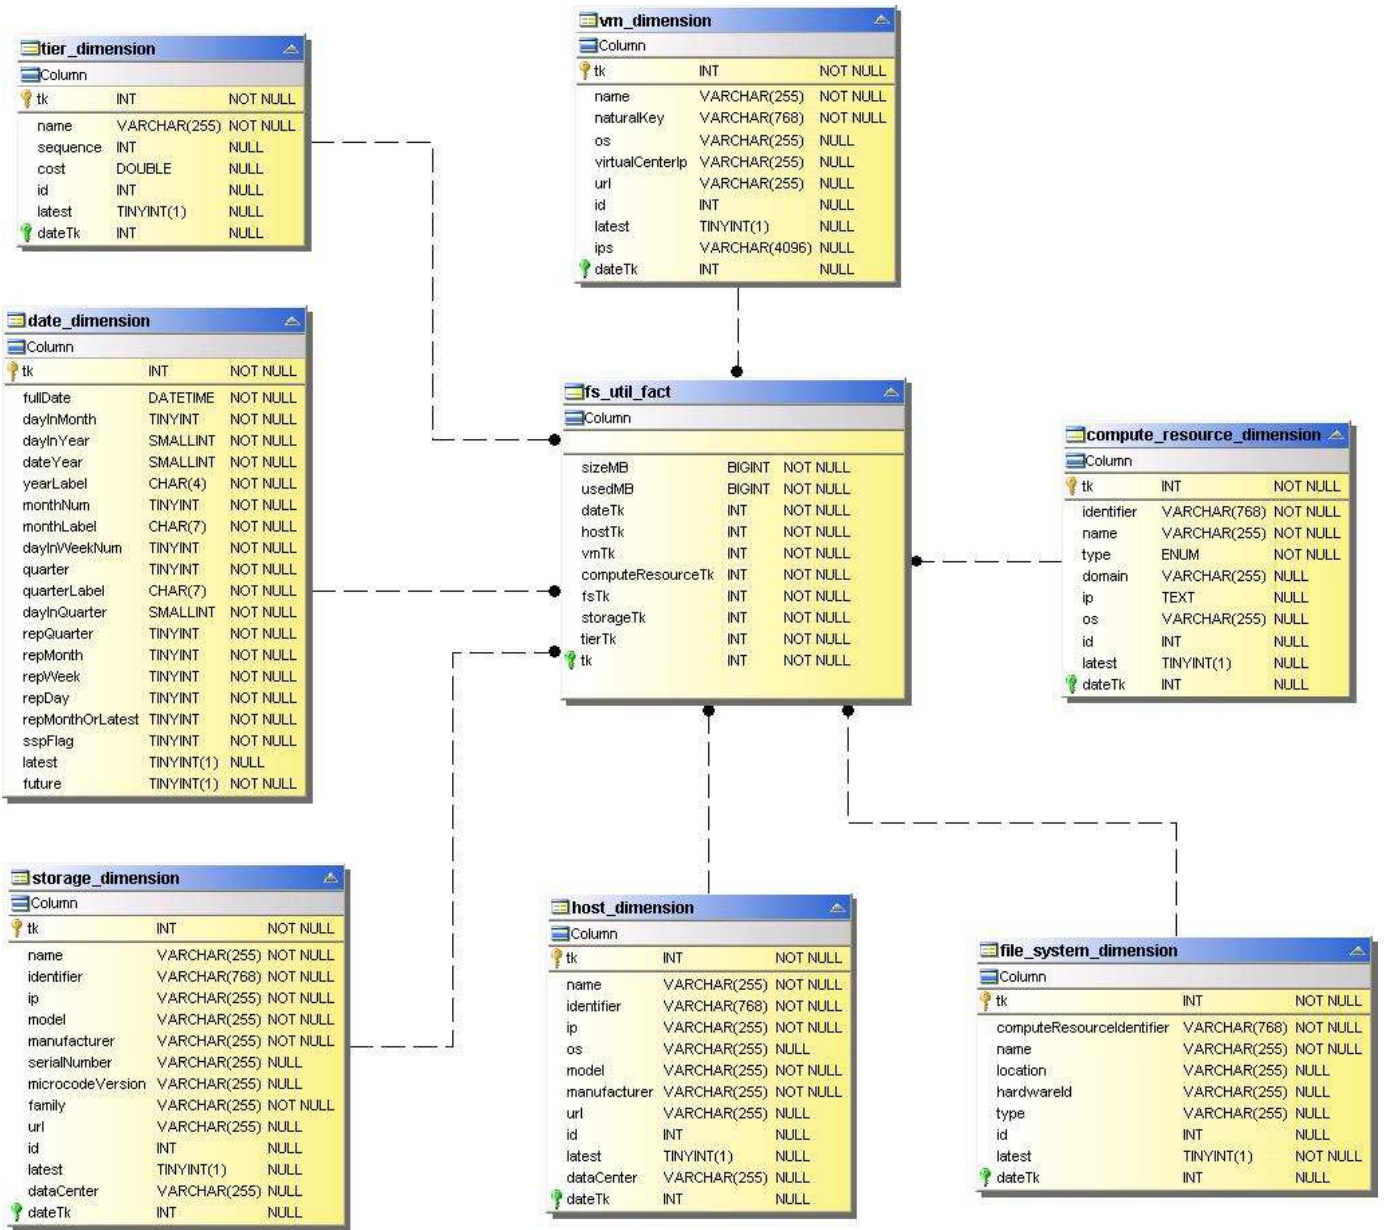 tier_dimension
Column
tk INT NOT NULL
name VARCHAR(255) NOT NULL
sequence INT NULL
cost DOUBLE NULL
id INT NULL
latest TINYINT(1) NULL
dateTk INT NULL
vm_dimension
Column
tk INT NOT NULL
name VARCHAR(255) NOT NULL
naturalKey VARCHAR(768) NOT NULL
os VARCHAR(255) NULL
virtualCenterIp VARCHAR(255) NULL
url VARCHAR(255) NULL
id INT NULL
latest TINYINT(1) NULL
ips VARCHAR(4096) NULL
dateTk INT NULL
date_dimension
Column
tk INT NOT NULL
fullDate DATETIME NOT NULL
dayInMonth TINYINT NOT NULL
dayInYear SMALLINT NOT NULL
dateYear SMALLINT NOT NULL
yearLabel CHAR(4) NOT NULL
monthNum TINYINT NOT NULL
monthLabel CHAR(7) NOT NULL
dayInWeekNum TINYINT NOT NULL
quarter TINYINT NOT NULL
quarterLabel CHAR(7) NOT NULL
dayInQuarter SMALLINT NOT NULL
repQuarter TINYINT NOT NULL
repMonth TINYINT NOT NULL
repWeek TINYINT NOT NULL
repDay TINYINT NOT NULL
repMonthOrLatest TINYINT NOT NULL
sspFlag TINYINT NOT NULL
latest TINYINT(1) NULL
future TINYINT(1) NOT NULL
fs_util_fact
Column
sizeMB BIGINT NOT NULL
usedMB BIGINT NOT NULL
dateTk INT NOT NULL
hostTk INT NOT NULL
vmTk INT NOT NULL
computeResourceTk INT NOT NULL
fsTk INT NOT NULL
storageTk INT NOT NULL
tierTk INT NOT NULL
tk INT NOT NULL
compute_resource_dimension
Column
tk INT NOT NULL
identifier VARCHAR(768) NOT NULL
name VARCHAR(255) NOT NULL
type ENUM NOT NULL
domain VARCHAR(255) NULL
ip TEXT NULL
os VARCHAR(255) NULL
id INT NULL
latest TINYINT(1) NULL
dateTk INT NULL
storage_dimension
Column
tk INT NOT NULL
name VARCHAR(255) NOT NULL
identifier VARCHAR(768) NOT NULL
ip VARCHAR(255) NOT NULL
model VARCHAR(255) NOT NULL
manufacturer VARCHAR(255) NOT NULL
serialNumber VARCHAR(255) NULL
microcodeVersion VARCHAR(255) NULL
family VARCHAR(255) NOT NULL
url VARCHAR(255) NULL
id INT NULL
latest TINYINT(1) NULL
dataCenter VARCHAR(255) NULL
dateTk INT NULL
host_dimension
Column
tk INT NOT NULL
name VARCHAR(255) NOT NULL
identifier VARCHAR(768) NOT NULL
ip VARCHAR(255) NOT NULL
os VARCHAR(255) NULL
model VARCHAR(255) NOT NULL
manufacturer VARCHAR(255) NOT NULL
url VARCHAR(255) NULL
id INT NULL
latest TINYINT(1) NULL
dataCenter VARCHAR(255) NULL
dateTk INT NULL
file_system_dimension
Column
tk INT NOT NULL
computeResourceIdentifier VARCHAR(768) NOT NULL
name VARCHAR(255) NOT NULL
location VARCHAR(255) NULL
hardwareId VARCHAR(255) NULL
type VARCHAR(255) NULL
id INT NULL
latest TINYINT(1) NOT NULL
dateTk INT NULL